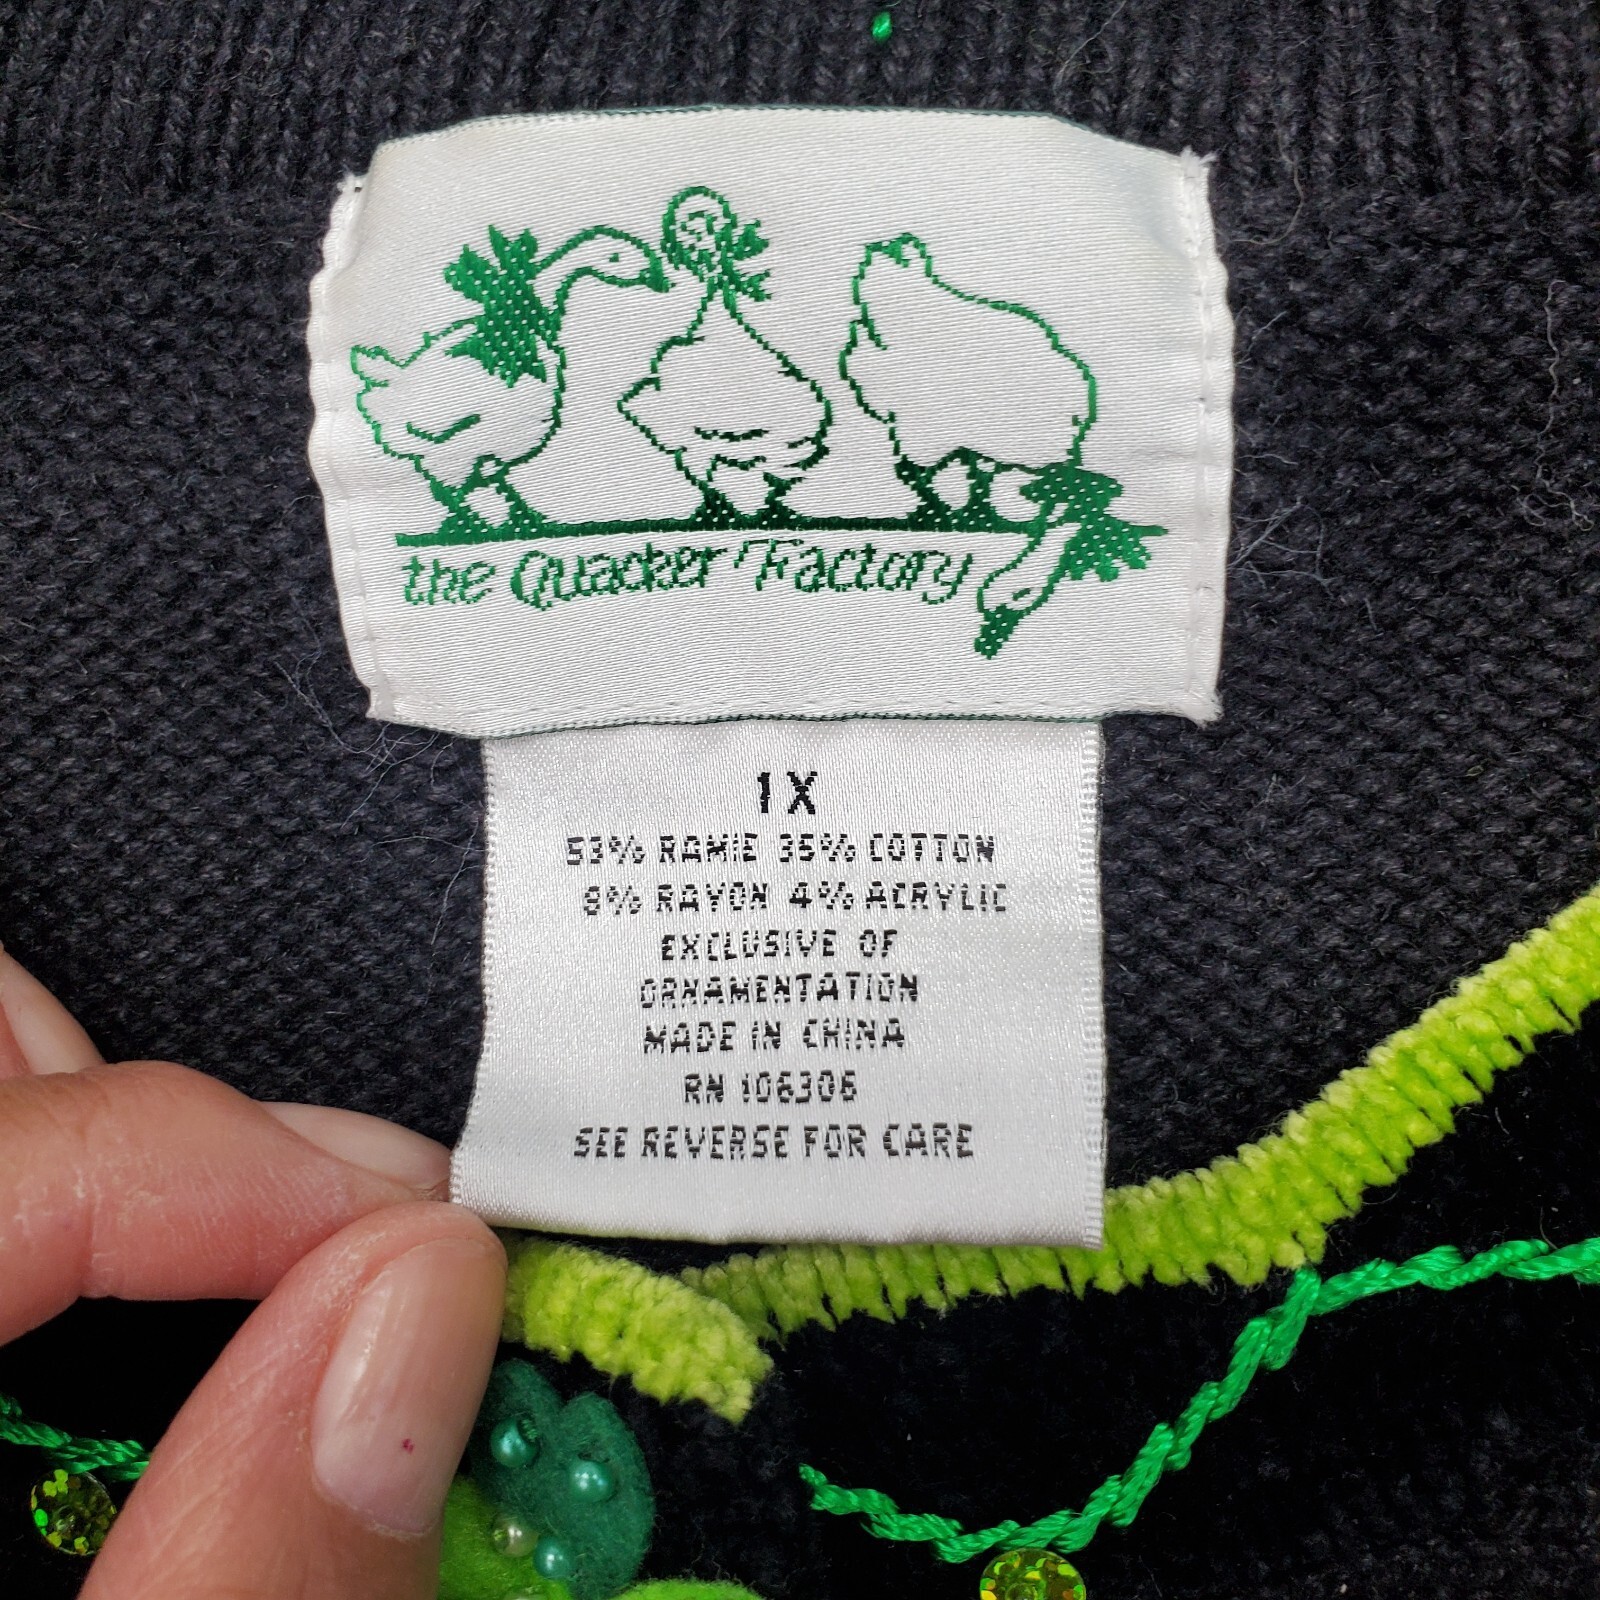 the Quacker Factory
1X
53% RAMIE 35% COTTON
8% RAYON 4% ACRYLIC
EXCLUSIVE OF
ORNAMENTATION
MADE IN CHINA
RN 106306
SEE REVERSE FOR CARE